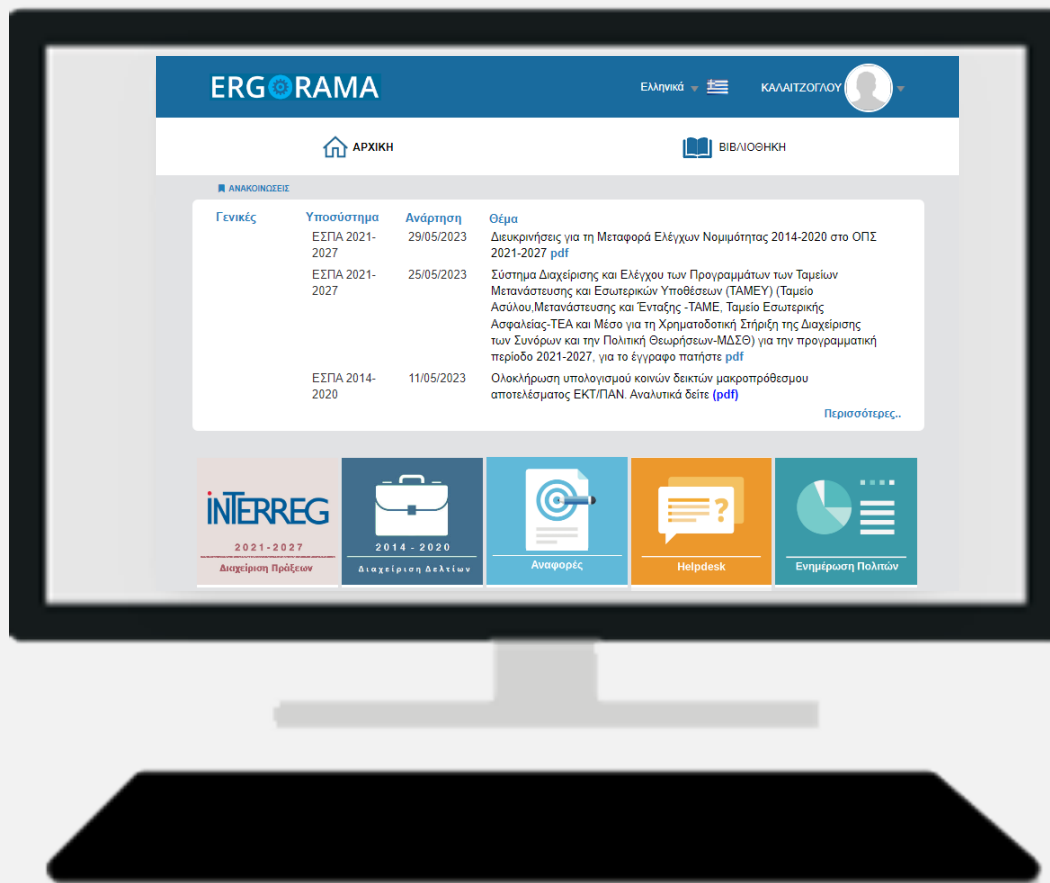 ERGORAMA
Ελληνικά
ΚΑΛΑΙΤΖΟΓΛΟΥ
ΑΡΧΙΚΗ
ΒΙΒΛΙΟΘΗΚΗ
ΑΝΑΚΟΙΝΩΣΕΙΣ
Γενικές Υποσύστημα Ανάρτηση Θέμα
ΕΣΠΑ 2021- 29/05/2023 Διευκρινήσεις για τη Μεταφορά Ελέγχων Νομιμότητας 2014-2020 στο ΟΠΣ
2027 2021-2027 pdf
ΕΣΠΑ 2021- 25/05/2023 Σύστημα Διαχείρισης και Ελέγχου των Προγραμμάτων των Ταμείων
2027 Μετανάστευσης και Εσωτερικών Υποθέσεων (ΤΑΜΕΥ) (Ταμείο
Ασύλου,Μετανάστευσης και Ένταξης -ΤΑΜΕ, Ταμείο Εσωτερικής
Ασφαλείας-ΤΕΑ και Μέσο για τη Χρηματοδοτική Στήριξη της Διαχείρισης
των Συνόρων και την Πολιτική Θεωρήσεων-ΜΔΣΘ) για την προγραμματική
περίοδο 2021-2027, για το έγγραφο πατήστε pdf
ΕΣΠΑ 2014- 11/05/2023 Ολοκλήρωση υπολογισμού κοινών δεικτών μακροπρόθεσμου
2020 αποτελέσματος ΕΚΤ/ΠΑΝ. Αναλυτικά δείτε (pdf)
Περισσότερες..
iNTERREG
2021-2027
Διαχείριση Πράξεων
2014 - 2020
Διαχείριση Δελτίων
Αναφορές
?
Helpdesk
Ενημέρωση Πολιτών